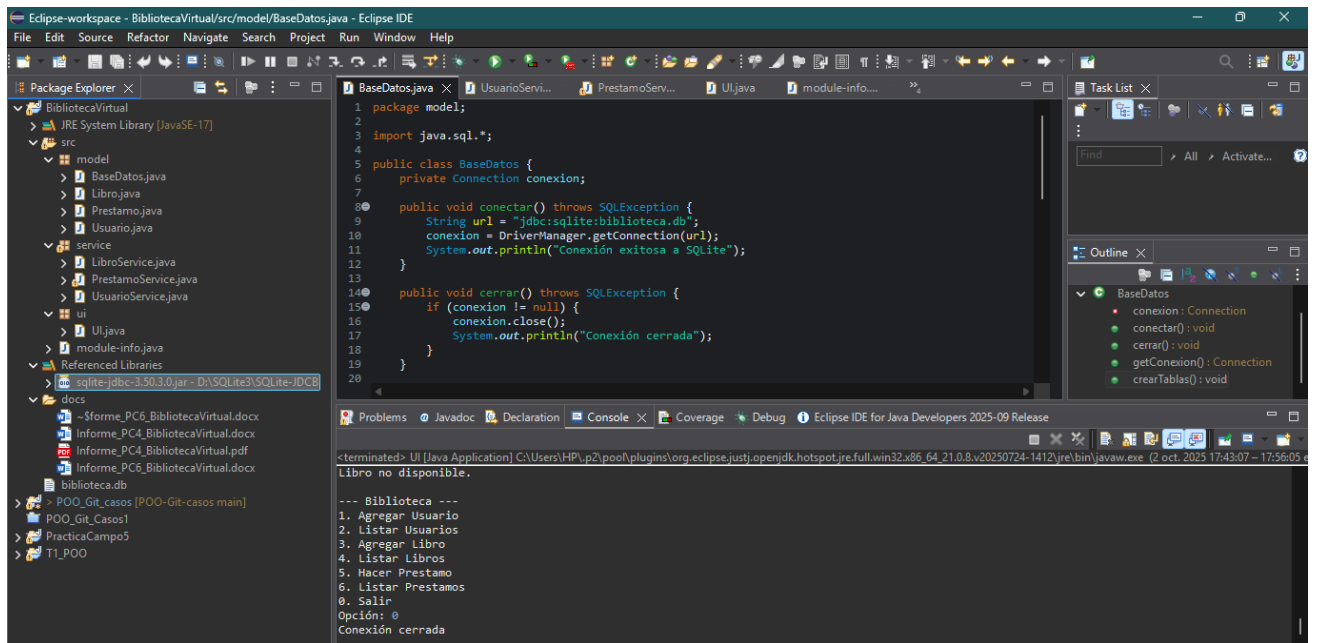 Eclipse-workspace - BibliotecaVirtual/src/model/BaseDatos.java - Eclipse IDE
File Edit Source Refactor Navigate Search Project Run Window Help
Package Explorer
BibliotecaVirtual
JRE System Library [JavaSE-17]
src
model
BaseDatos.java
Libro.java
Prestamo.java
Usuario.java
service
LibroService.java
PrestamoService.java
UsuarioService.java
ui
UI.java
module-info.java
Referenced Libraries
sqlite-jdbc-3.50.3.0.jar - D:\SQLite3\SQLite-JDCB
docs
~$forme_PC6_BibliotecaVirtual.docx
Informe_PC4_BibliotecaVirtual.docx
Informe_PC4_BibliotecaVirtual.pdf
Informe_PC6_BibliotecaVirtual.docx
biblioteca.db
> POO_Git_casos [POO-Git-casos main]
POO_Git_Casos1
PracticaCampo5
T1_POO
BaseDatos.java UsuarioServi... PrestamoServ... UI.java module-info....
1 package model;
2
3 import java.sql.*;
4
5 public class BaseDatos {
6 private Connection conexion;
7
8 public void conectar() throws SQLException {
9 String url = "jdbc:sqlite:biblioteca.db";
10 conexion = DriverManager.getConnection(url);
11 System.out.println("Conexión exitosa a SQLite");
12 }
13
14 public void cerrar() throws SQLException {
15 if (conexion != null) {
16 conexion.close();
17 System.out.println("Conexión cerrada");
18 }
19 }
20
Task List
Find All Activate...
Outline
BaseDatos
conexion : Connection
conectar() : void
cerrar() : void
getConexion() : Connection
crearTablas() : void
Problems Javadoc Declaration Console Coverage Debug Eclipse IDE for Java Developers 2025-09 Release
<terminated> UI [Java Application] C:\Users\HP\.p2\pool\plugins\org.eclipse.justj.openjdk.hotspot.jre.full.win32.x86_64_21.0.8.v20250724-1412\jre\bin\javaw.exe (2 oct. 2025 17:43:07 – 17:56:05 e
Libro no disponible.
--- Biblioteca ---
1. Agregar Usuario
2. Listar Usuarios
3. Agregar Libro
4. Listar Libros
5. Hacer Prestamo
6. Listar Prestamos
0. Salir
Opción: 0
Conexión cerrada